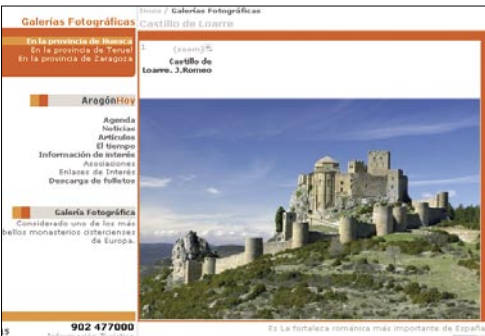 Inicio / Galerías Fotográficas
Galerías Fotográficas
Castillo de Loarre
En la provincia de Huesca
En la provincia de Teruel
En la provincia de Zaragoza
1
(zoom)
Castillo de
Loarre. J.Romeo
AragónHoy
Agenda
Noticias
Artículos
El tiempo
Información de interés
Asociaciones
Enlaces de Interés
Descarga de folletos
Galería Fotográfica
Considerado uno de los más
bellos monasterios cistercienses
de Europa.
902 477000
Información Turística
Es La fortaleza románica más importante de España